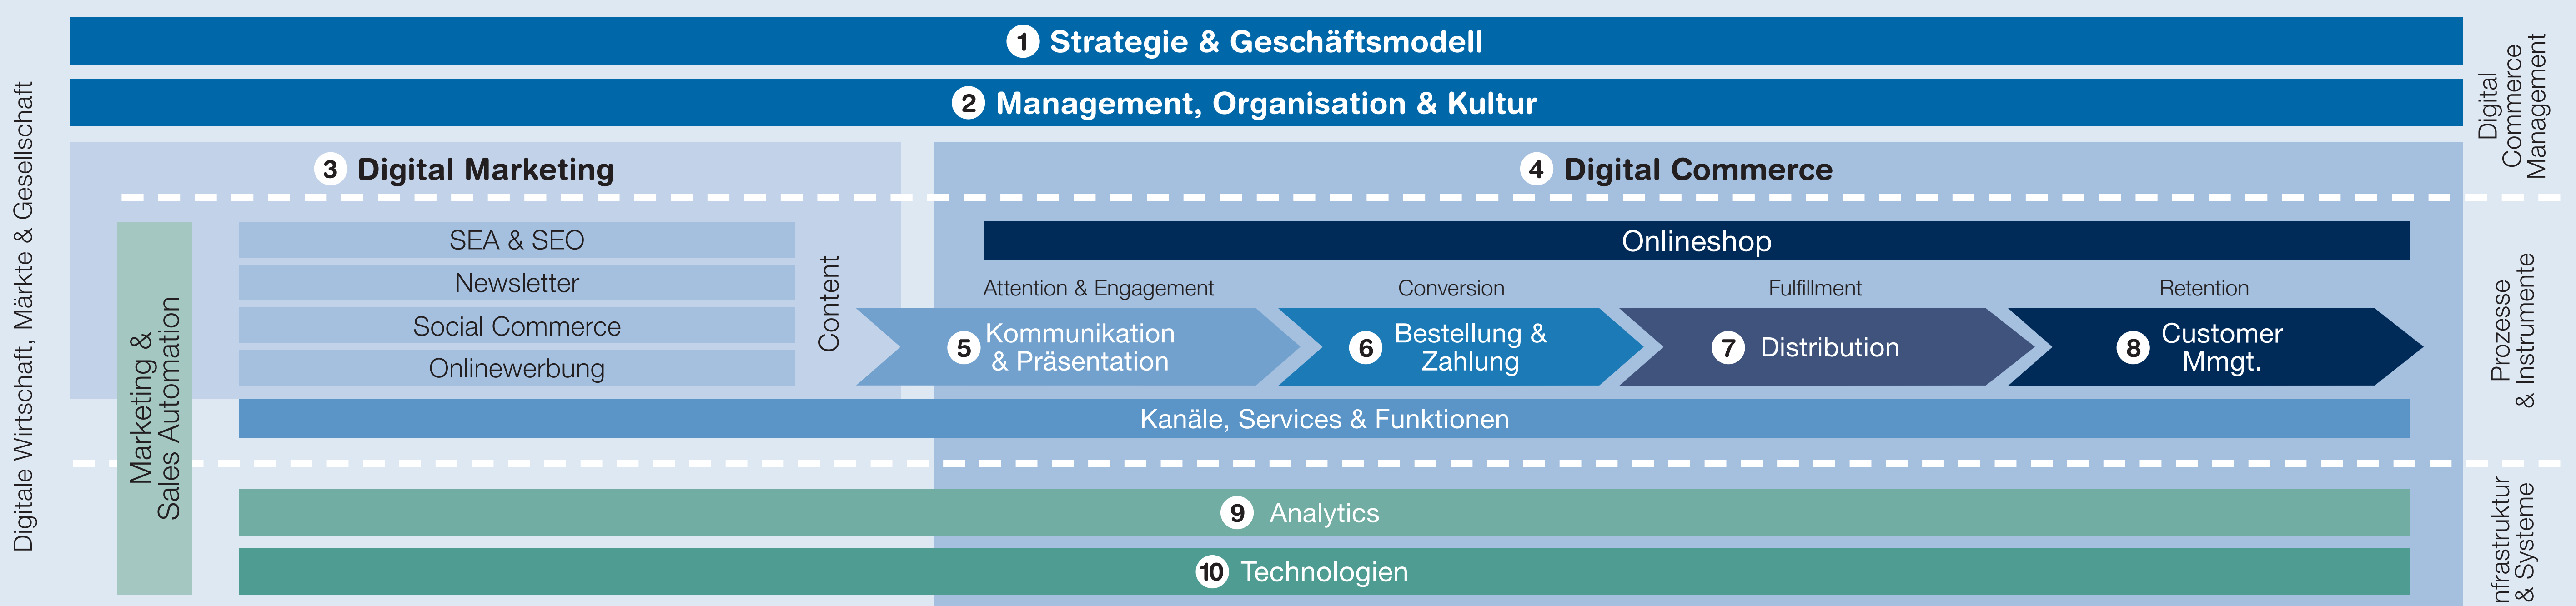 1 Strategie & Geschäftsmodell
2 Management, Organisation & Kultur
Digitale Wirtschaft, Märkte & Gesellschaft
Digital
Commerce
Management
3 Digital Marketing
4 Digital Commerce
Marketing &
Sales Automation
SEA & SEO
Newsletter
Social Commerce
Onlinewerbung
Content
Onlineshop
Attention & Engagement
Conversion
Fulfillment
Retention
5 Kommunikation
& Präsentation
6 Bestellung &
Zahlung
7 Distribution
8 Customer
Mmgt.
Prozesse
& Instrumente
Kanäle, Services & Funktionen
9 Analytics
10 Technologien
Infrastruktur
& Systeme